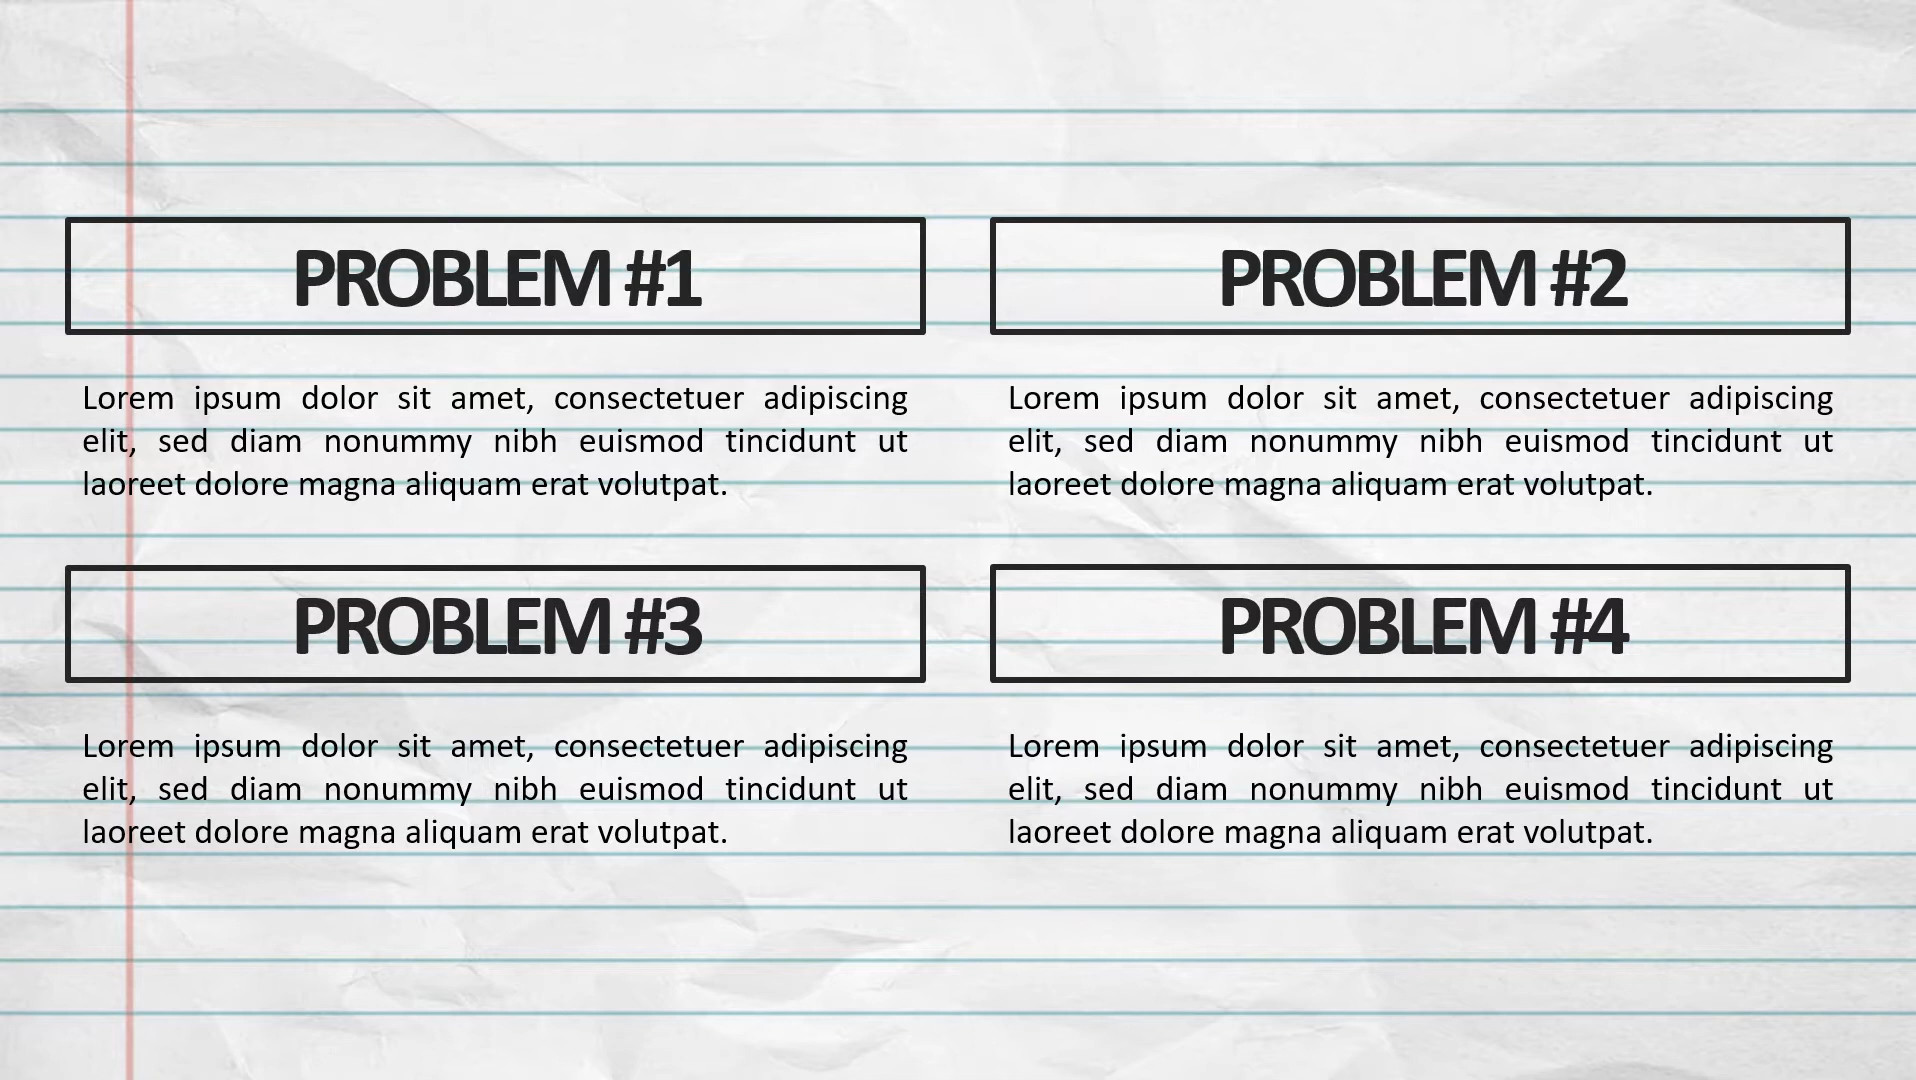 PROBLEM #1
Lorem ipsum dolor sit amet, consectetuer adipiscing
elit, sed diam nonummy nibh euismod tincidunt ut
laoreet dolore magna aliquam erat volutpat.
PROBLEM #2
Lorem ipsum dolor sit amet, consectetuer adipiscing
elit, sed diam nonummy nibh euismod tincidunt ut
laoreet dolore magna aliquam erat volutpat.
PROBLEM #3
Lorem ipsum dolor sit amet, consectetuer adipiscing
elit, sed diam nonummy nibh euismod tincidunt ut
laoreet dolore magna aliquam erat volutpat.
PROBLEM #4
Lorem ipsum dolor sit amet, consectetuer adipiscing
elit, sed diam nonummy nibh euismod tincidunt ut
laoreet dolore magna aliquam erat volutpat.